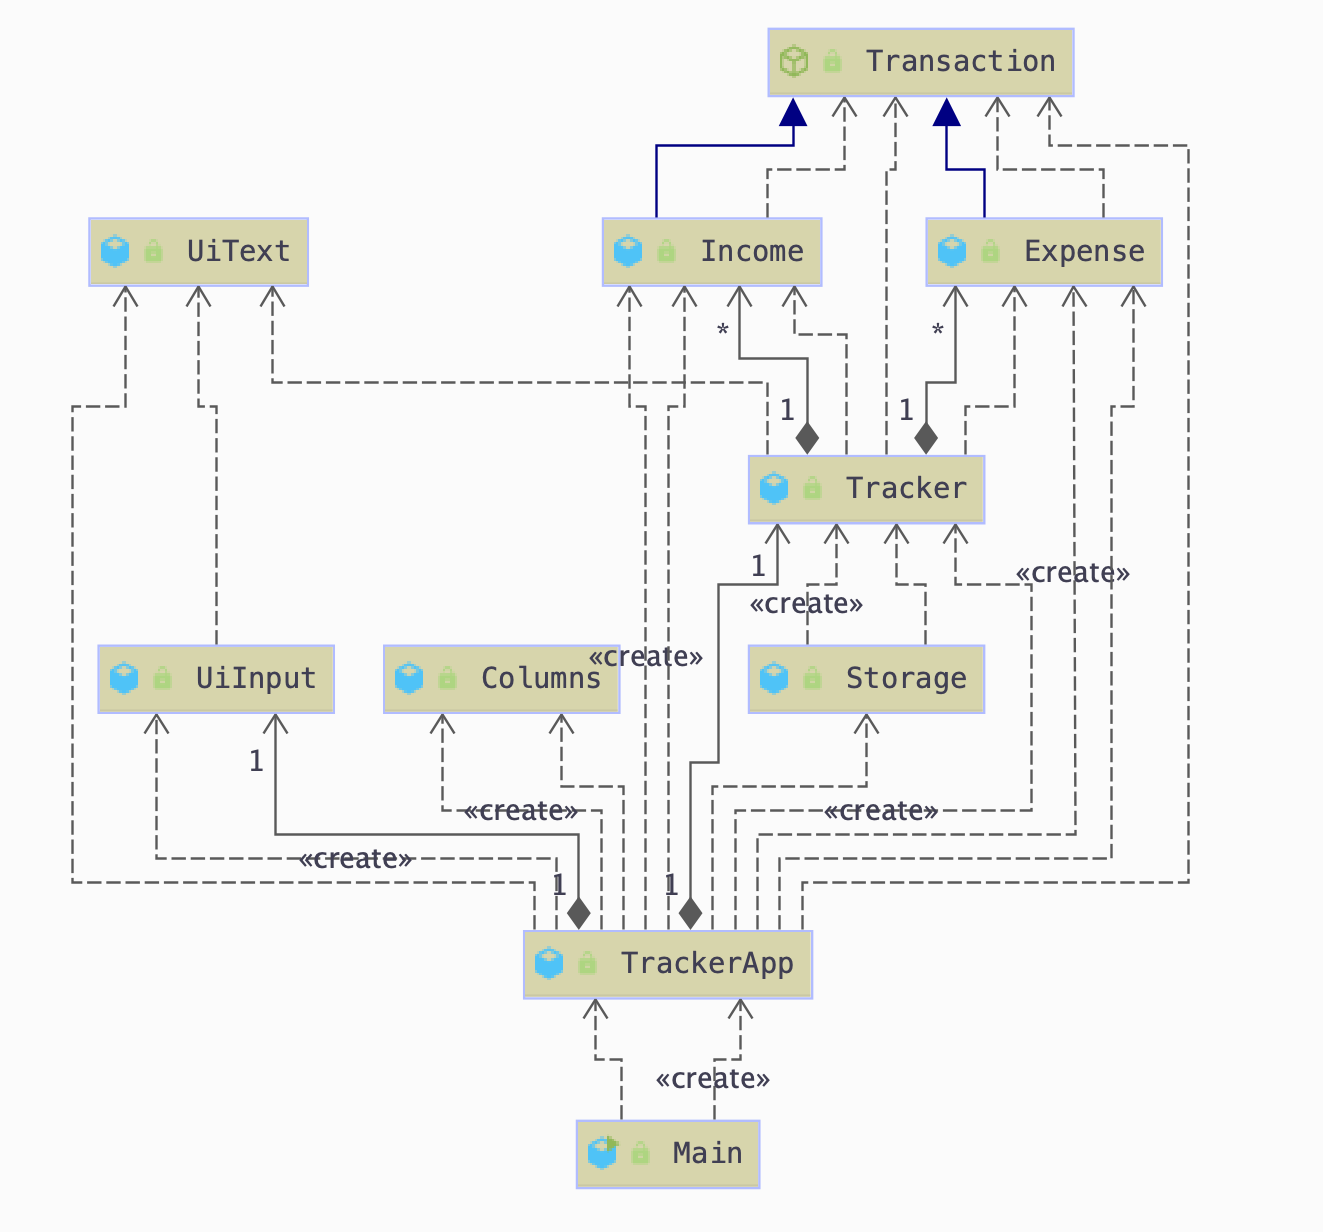 Transaction
UiText
Income
Expense
*
*
1
1
Tracker
1
«create»
«create»
«create»
UiInput
Columns
Storage
1
«create»
«create»
«create»
1
1
TrackerApp
«create»
Main